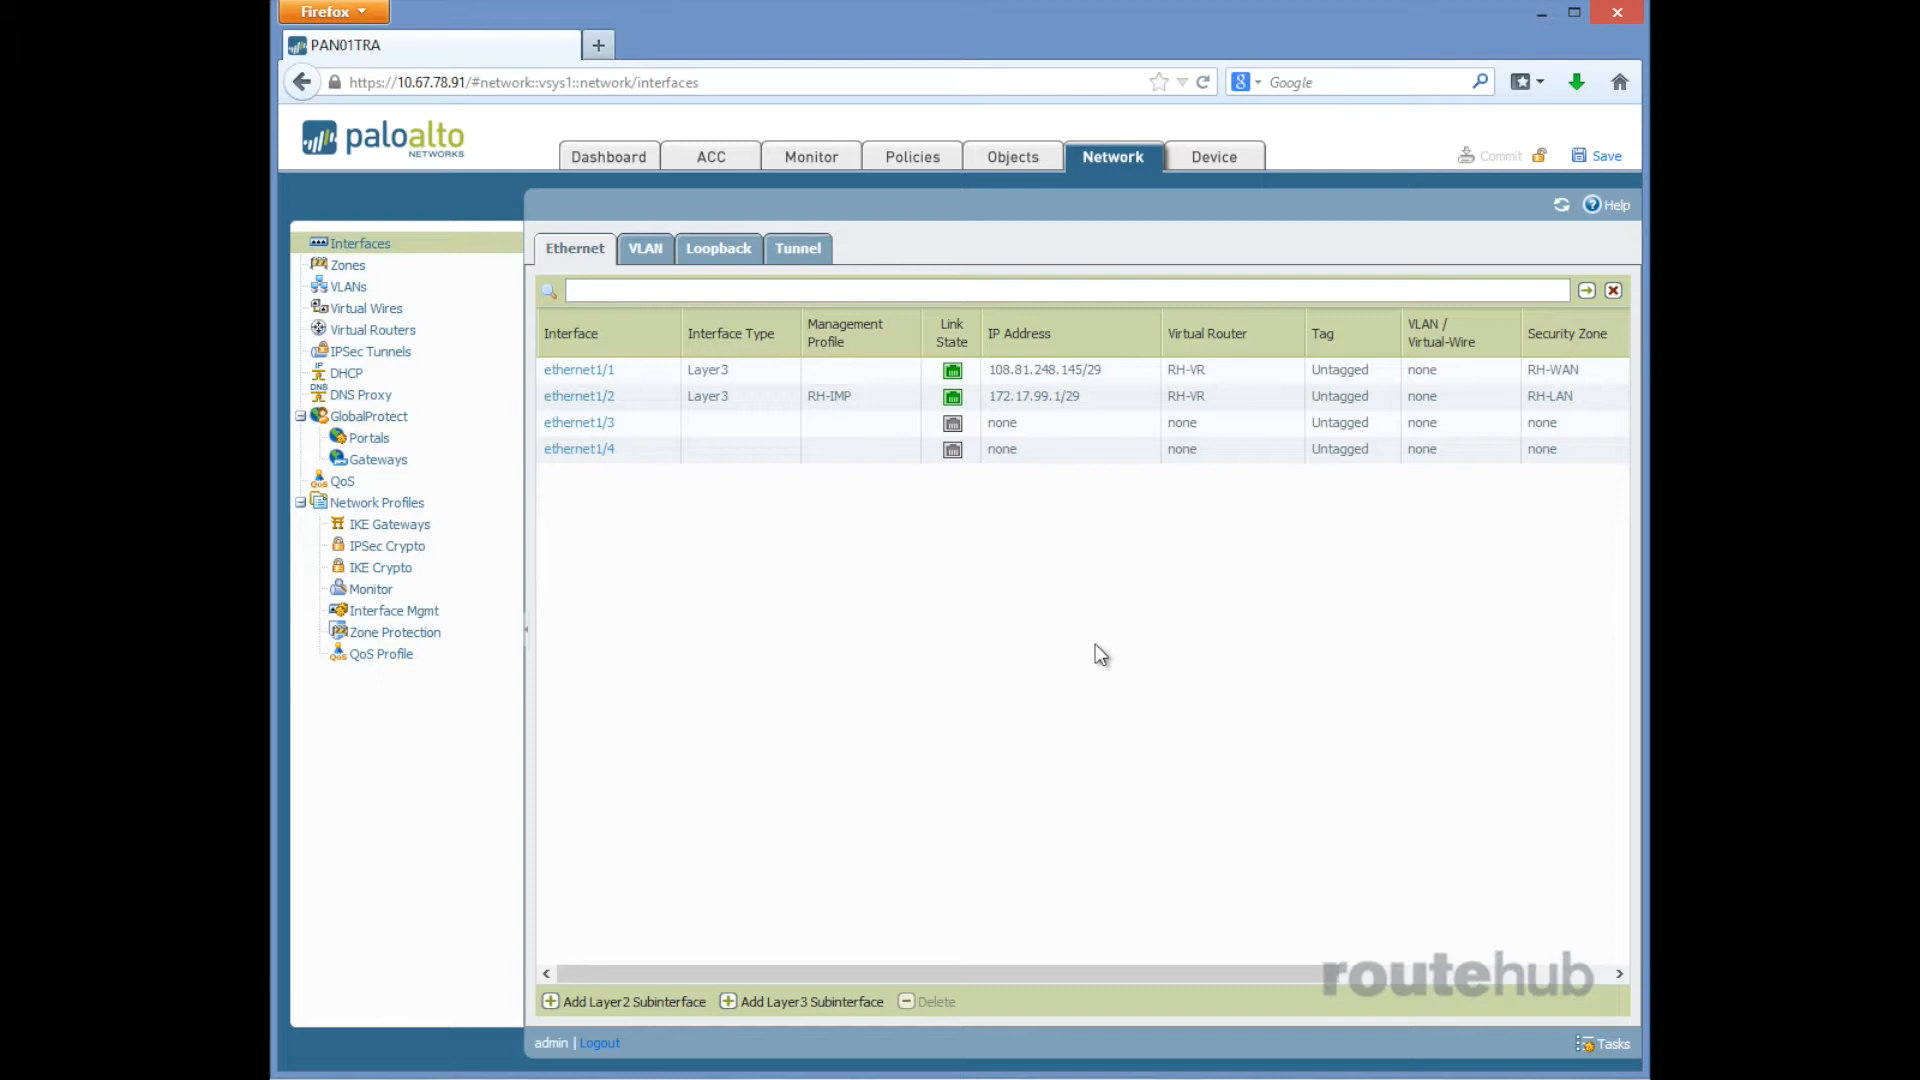 Firefox
PAN01TRA
https://10.67.78.91/#network::vsys1::network/interfaces
Google
paloalto
NETWORKS
Dashboard ACC Monitor Policies Objects Network Device
Commit Save
Help
Interfaces
Zones
VLANs
Virtual Wires
Virtual Routers
IPSec Tunnels
DHCP
DNS Proxy
GlobalProtect
Portals
Gateways
QoS
Network Profiles
IKE Gateways
IPSec Crypto
IKE Crypto
Monitor
Interface Mgmt
Zone Protection
QoS Profile
Ethernet VLAN Loopback Tunnel
Interface Interface Type Management Profile Link State IP Address Virtual Router Tag VLAN / Virtual-Wire Security Zone
ethernet1/1 Layer3 108.81.248.145/29 RH-VR Untagged none RH-WAN
ethernet1/2 Layer3 RH-IMP 172.17.99.1/29 RH-VR Untagged none RH-LAN
ethernet1/3 none none Untagged none none
ethernet1/4 none none Untagged none none
routehub
Add Layer2 Subinterface Add Layer3 Subinterface Delete
admin | Logout
Tasks